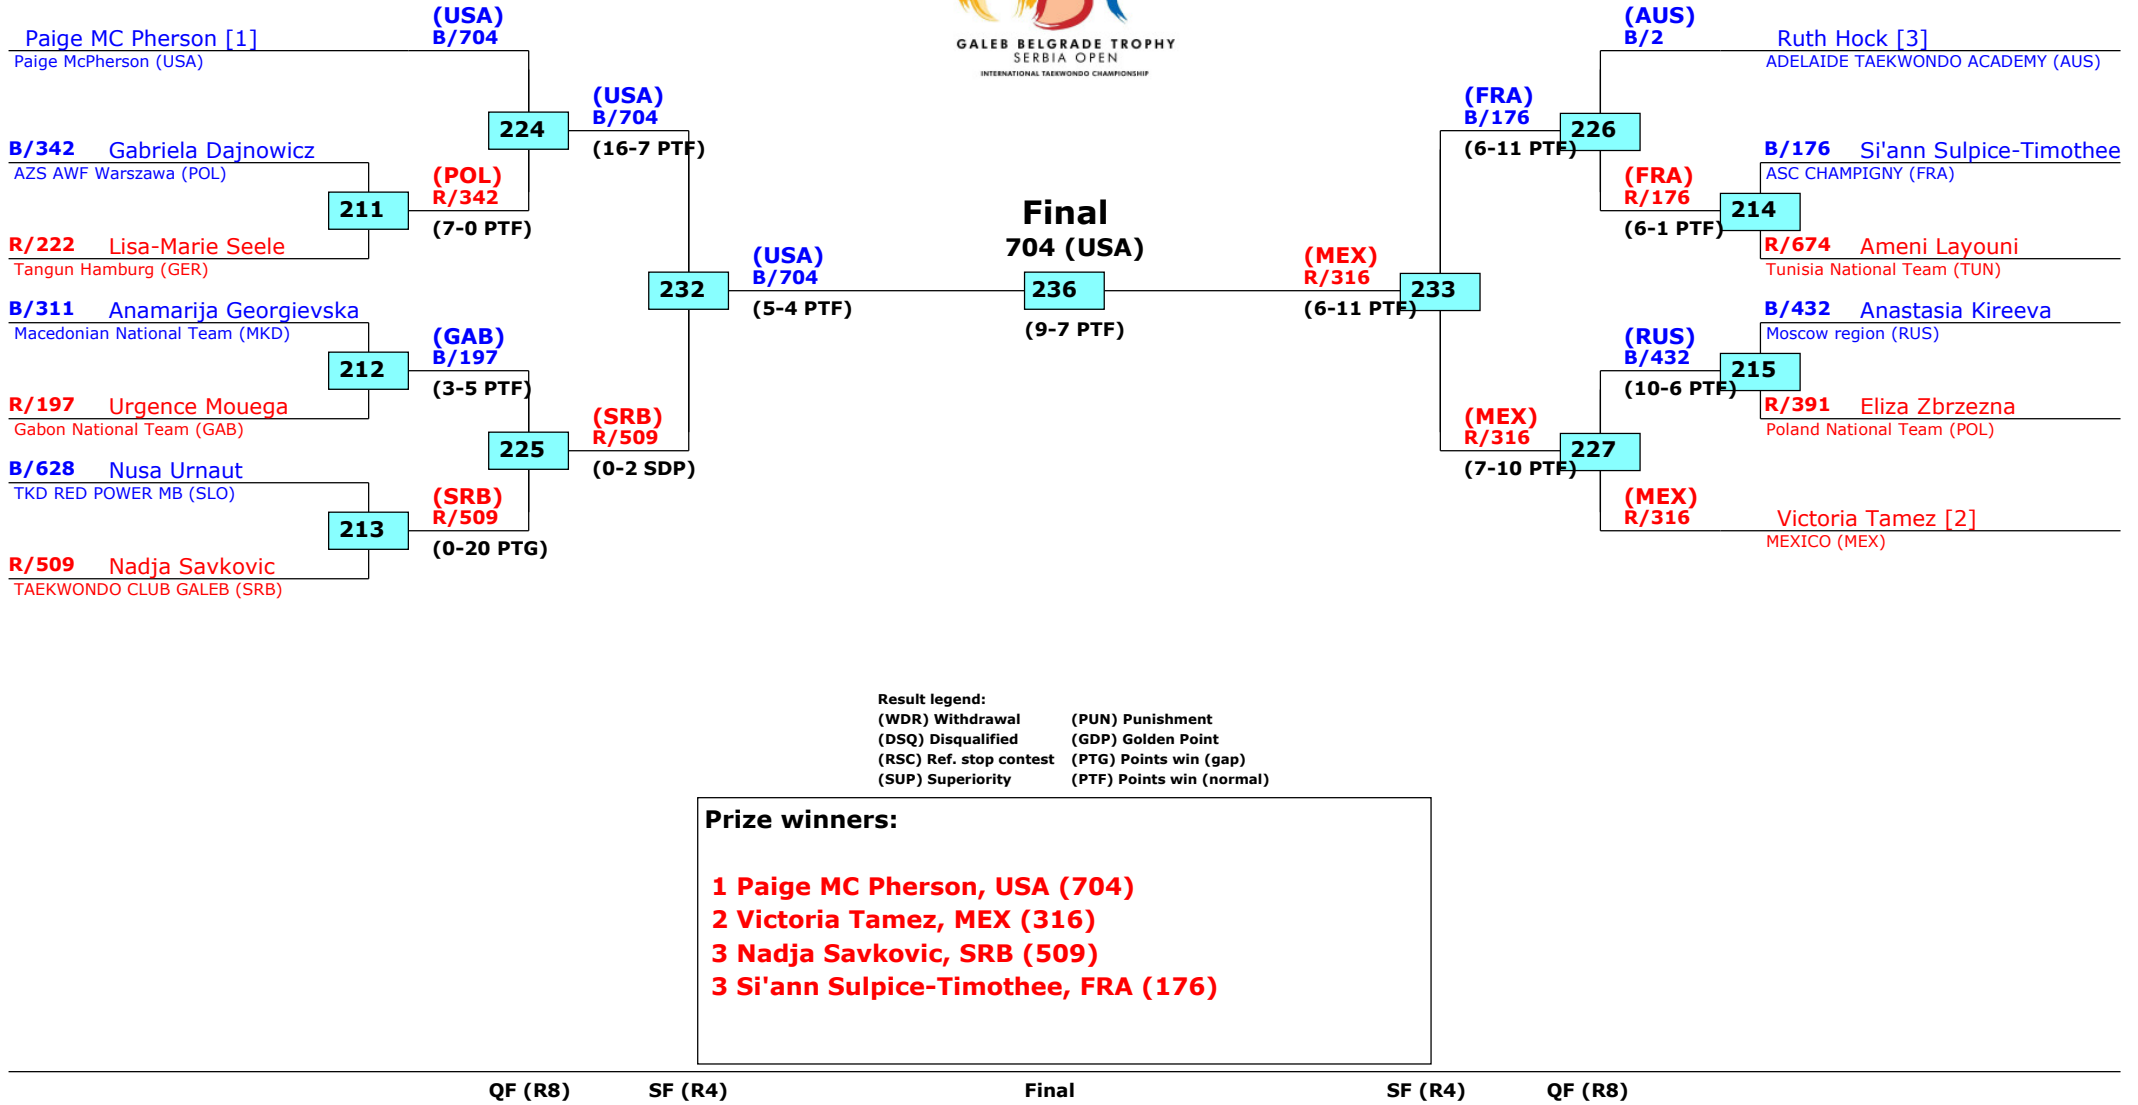 GALEB BELGRADE TROPHY
SERBIA OPEN
INTERNATIONAL TAEKWONDO CHAMPIONSHIP
(USA)
B/704
Paige MC Pherson [1]
Paige McPherson (USA)
224
(USA)
B/704
(16-7 PTF)
B/342 Gabriela Dajnowicz
AZS AWF Warszawa (POL)
211
(POL)
R/342
(7-0 PTF)
R/222 Lisa-Marie Seele
Tangun Hamburg (GER)
232
(USA)
B/704
(5-4 PTF)
B/311 Anamarija Georgievska
Macedonian National Team (MKD)
212
(GAB)
B/197
(3-5 PTF)
R/197 Urgence Mouega
Gabon National Team (GAB)
225
(SRB)
R/509
(0-2 SDP)
B/628 Nusa Urnaut
TKD RED POWER MB (SLO)
213
(SRB)
R/509
(0-20 PTG)
R/509 Nadja Savkovic
TAEKWONDO CLUB GALEB (SRB)
Final
704 (USA)
236
(9-7 PTF)
(AUS)
B/2
Ruth Hock [3]
ADELAIDE TAEKWONDO ACADEMY (AUS)
(FRA)
B/176
226
(6-11 PTF)
B/176 Si'ann Sulpice-Timothee
ASC CHAMPIGNY (FRA)
(FRA)
R/176
214
(6-1 PTF)
R/674 Ameni Layouni
Tunisia National Team (TUN)
(MEX)
R/316
233
(6-11 PTF)
B/432 Anastasia Kireeva
Moscow region (RUS)
(RUS)
B/432
215
(10-6 PTF)
R/391 Eliza Zbrzezna
Poland National Team (POL)
(MEX)
R/316
227
(7-10 PTF)
(MEX)
R/316
Victoria Tamez [2]
MEXICO (MEX)
Result legend:
(WDR) Withdrawal (PUN) Punishment
(DSQ) Disqualified (GDP) Golden Point
(RSC) Ref. stop contest (PTG) Points win (gap)
(SUP) Superiority (PTF) Points win (normal)
Prize winners:
1 Paige MC Pherson, USA (704)
2 Victoria Tamez, MEX (316)
3 Nadja Savkovic, SRB (509)
3 Si'ann Sulpice-Timothee, FRA (176)
QF (R8) SF (R4) Final SF (R4) QF (R8)